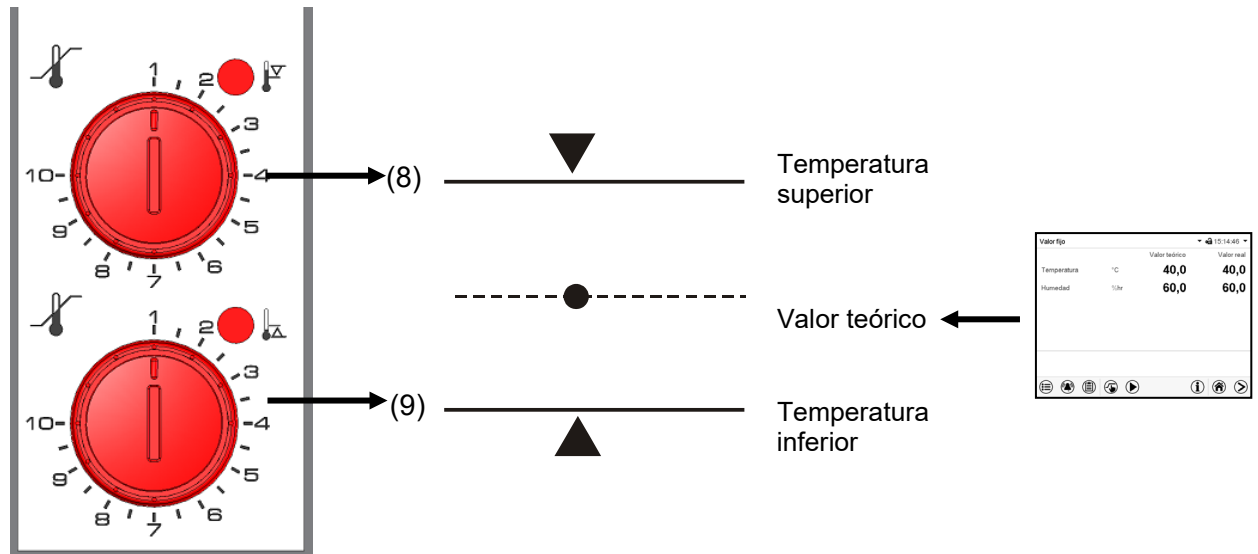 1
2
3
4
5
6
7
8
9
10
(8)
Temperatura
superior
Valor fijo
15:14:46
Valor teórico Valor real
Temperatura °C 40,0 40,0
Humedad %hr 60,0 60,0
Valor teórico
1
2
3
4
5
6
7
8
9
10
(9)
Temperatura
inferior